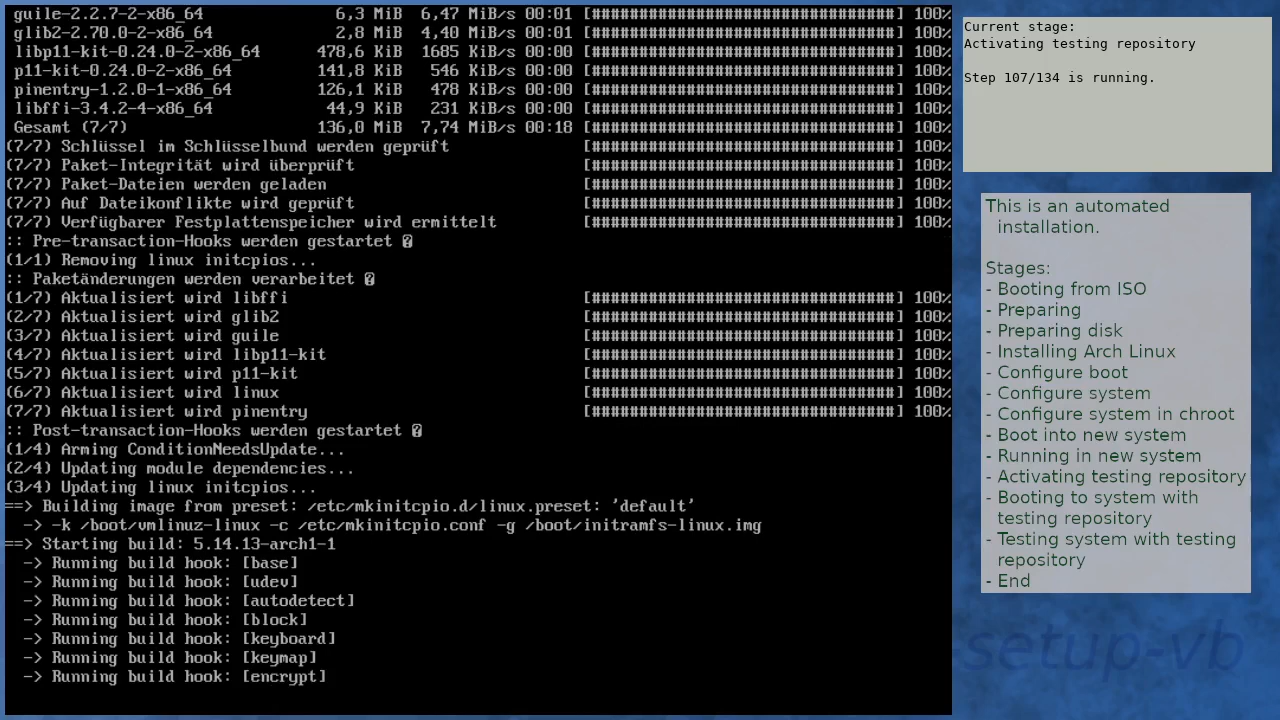 guile-2.2.7-2-x86_64 6,3 MiB 6,47 MiB/s 00:01 [################################] 100%
glib2-2.70.0-2-x86_64 2,8 MiB 4,40 MiB/s 00:01 [################################] 100%
libp11-kit-0.24.0-2-x86_64 478,6 KiB 1685 KiB/s 00:00 [################################] 100%
p11-kit-0.24.0-2-x86_64 141,8 KiB 546 KiB/s 00:00 [################################] 100%
pinentry-1.2.0-1-x86_64 126,1 KiB 478 KiB/s 00:00 [################################] 100%
libffi-3.4.2-4-x86_64 44,9 KiB 231 KiB/s 00:00 [################################] 100%
Gesamt (7/7) 136,0 MiB 7,74 MiB/s 00:18 [################################] 100%
(7/7) Schlüssel im Schlüsselbund werden geprüft [################################] 100%
(7/7) Paket-Integrität wird überprüft [################################] 100%
(7/7) Paket-Dateien werden geladen [################################] 100%
(7/7) Auf Dateikonflikte wird geprüft [################################] 100%
(7/7) Verfügbarer Festplattenspeicher wird ermittelt [################################] 100%
:: Pre-transaction-Hooks werden gestartet �
(1/1) Removing linux initcpios...
:: Paketänderungen werden verarbeitet �
(1/7) Aktualisiert wird libffi [################################] 100%
(2/7) Aktualisiert wird glib2 [################################] 100%
(3/7) Aktualisiert wird guile [################################] 100%
(4/7) Aktualisiert wird libp11-kit [################################] 100%
(5/7) Aktualisiert wird p11-kit [################################] 100%
(6/7) Aktualisiert wird linux [################################] 100%
(7/7) Aktualisiert wird pinentry [################################] 100%
:: Post-transaction-Hooks werden gestartet �
(1/4) Arming ConditionNeedsUpdate...
(2/4) Updating module dependencies...
(3/4) Updating linux initcpios...
==> Building image from preset: /etc/mkinitcpio.d/linux.preset: 'default'
-> -k /boot/vmlinuz-linux -c /etc/mkinitcpio.conf -g /boot/initramfs-linux.img
==> Starting build: 5.14.13-arch1-1
-> Running build hook: [base]
-> Running build hook: [udev]
-> Running build hook: [autodetect]
-> Running build hook: [block]
-> Running build hook: [keyboard]
-> Running build hook: [keymap]
-> Running build hook: [encrypt]
Current stage:
Activating testing repository
Step 107/134 is running.
This is an automated
installation.
Stages:
- Booting from ISO
- Preparing
- Preparing disk
- Installing Arch Linux
- Configure boot
- Configure system
- Configure system in chroot
- Boot into new system
- Running in new system
- Activating testing repository
- Booting to system with
testing repository
- Testing system with testing
repository
- End
-setup-vb